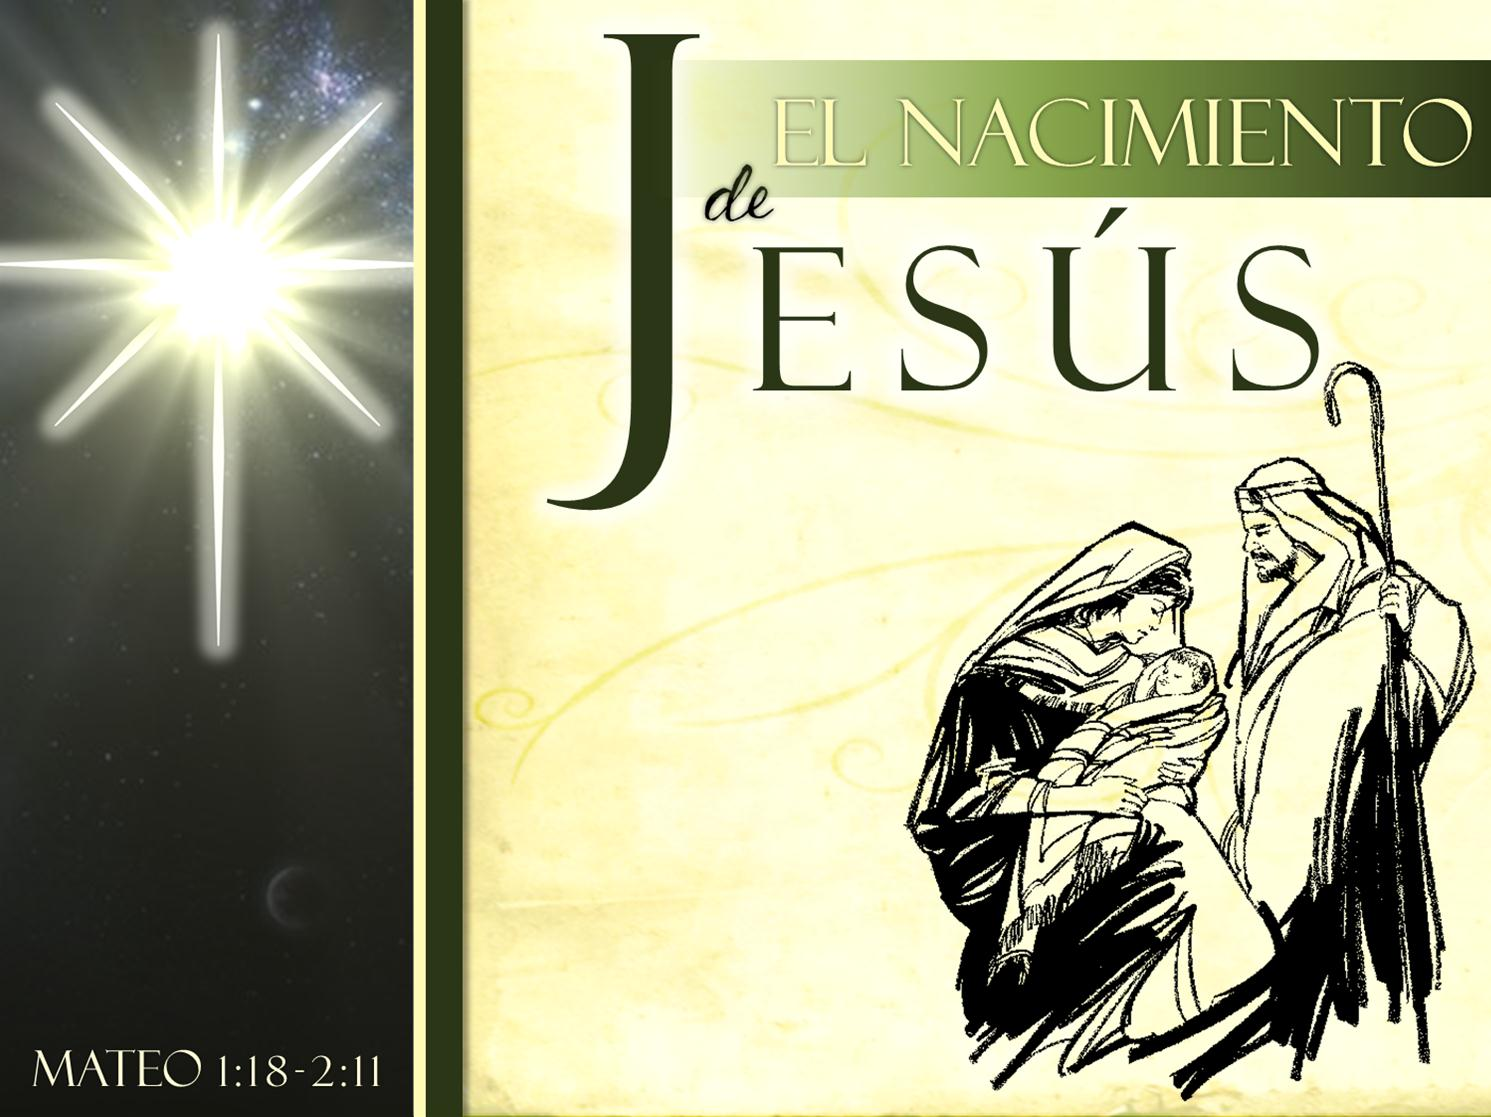 EL NACIMIENTO
de
JESÚS
MATEO 1:18-2:11